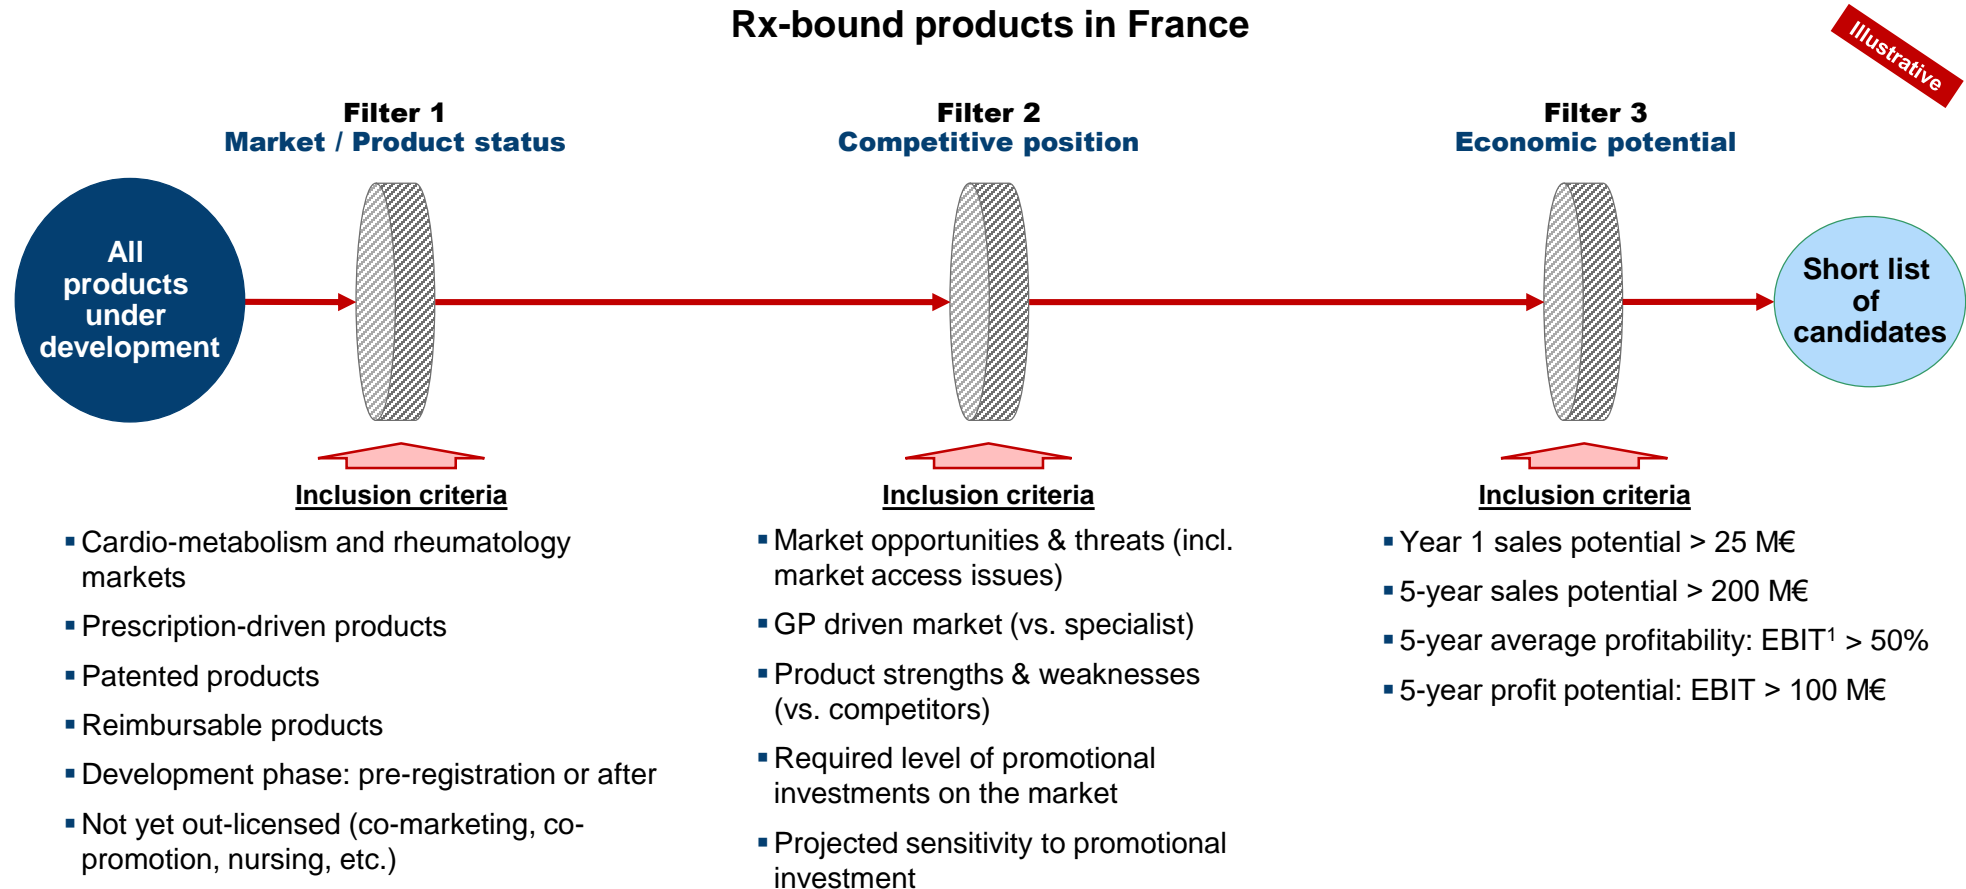 Rx-bound products in France
Illustrative
Filter 1
Market / Product status
Filter 2
Competitive position
Filter 3
Economic potential
All
products
under
development
Short list
of
candidates
Inclusion criteria
▪ Cardio-metabolism and rheumatology
markets
▪ Prescription-driven products
▪ Patented products
▪ Reimbursable products
▪ Development phase: pre-registration or after
▪ Not yet out-licensed (co-marketing, co-
promotion, nursing, etc.)
Inclusion criteria
▪ Market opportunities & threats (incl.
market access issues)
▪ GP driven market (vs. specialist)
▪ Product strengths & weaknesses
(vs. competitors)
▪ Required level of promotional
investments on the market
▪ Projected sensitivity to promotional
investment
Inclusion criteria
▪ Year 1 sales potential > 25 M€
▪ 5-year sales potential > 200 M€
▪ 5-year average profitability: EBIT¹ > 50%
▪ 5-year profit potential: EBIT > 100 M€